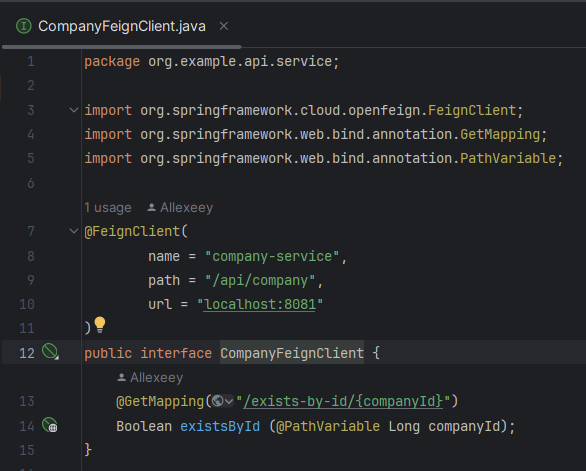 CompanyFeignClient.java
1 package org.example.api.service;
2
3 import org.springframework.cloud.openfeign.FeignClient;
4 import org.springframework.web.bind.annotation.GetMapping;
5 import org.springframework.web.bind.annotation.PathVariable;
6
1 usage Allexeey
7 @FeignClient(
8 name = "company-service",
9 path = "/api/company",
10 url = "localhost:8081"
11 )
12 public interface CompanyFeignClient {
Allexeey
13 @GetMapping("/exists-by-id/{companyId}")
14 Boolean existsById (@PathVariable Long companyId);
15 }